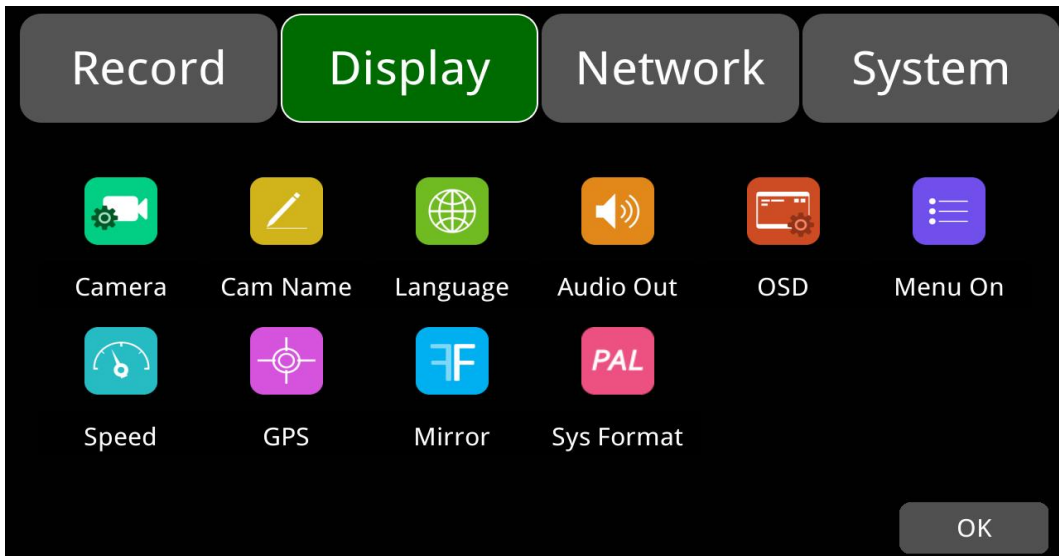 Record Display Network System
Camera Cam Name Language Audio Out OSD Menu On
PAL
Speed GPS Mirror Sys Format
OK